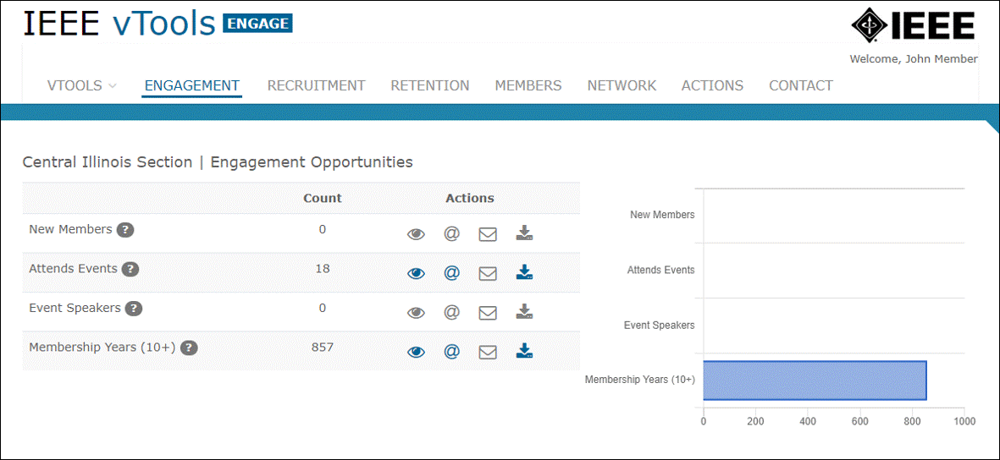 IEEE vTools ENGAGE
IEEE
Welcome, John Member
VTOOLS ENGAGEMENT RECRUITMENT RETENTION MEMBERS NETWORK ACTIONS CONTACT
Central Illinois Section | Engagement Opportunities
Count Actions
New Members ? 0 @
Attends Events ? 18 @
Event Speakers ? 0 @
Membership Years (10+) ? 857 @
New Members
Attends Events
Event Speakers
Membership Years (10+)
0 200 400 600 800 1000